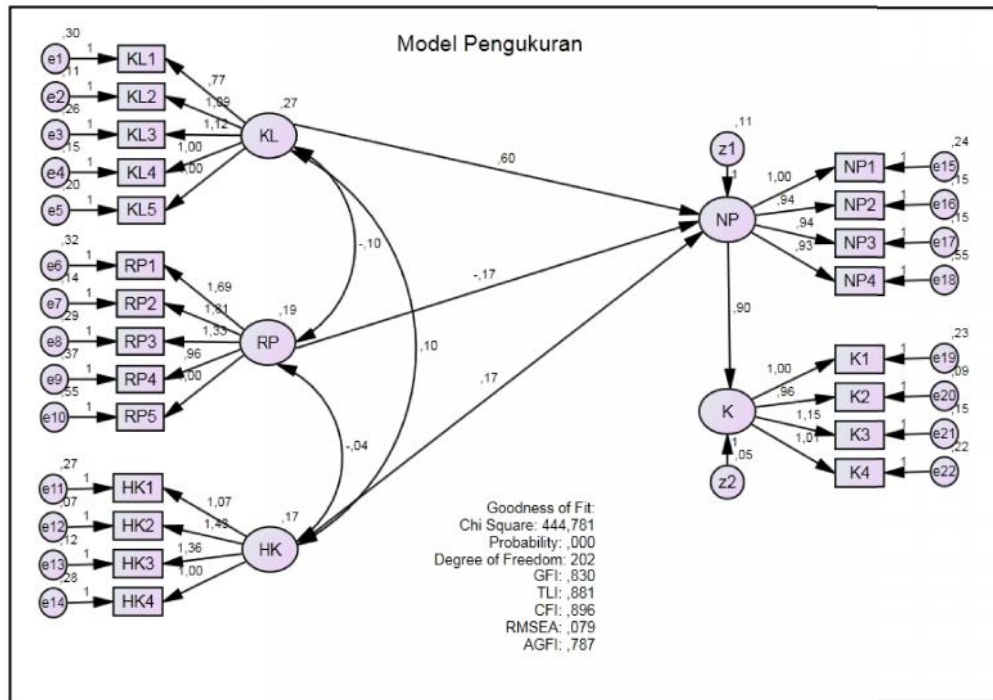 Model Pengukuran
,30
e1 1 KL1
,11
e2 1 KL2
,26
e3 1 KL3
,15
e4 1 KL4
,20
e5 1 KL5
,77
1,09
1,12
1,00
,00
,27
KL
,32
e6 1 RP1
,14
e7 1 RP2
,29
e8 1 RP3
,37
e9 1 RP4
,55
e10 1 RP5
1,69
1,33
,96
,00
,19
RP
,27
e11 1 HK1
,07
e12 1 HK2
,12
e13 1 HK3
,28
e14 1 HK4
1,07
1,36
1,00
,17
HK
-,10
,10
-,04
,60
-,17
,17
,11
z1
1
NP
1,00
,94
,94
,93
,24
NP1 1 e15
,15
NP2 1 e16
,15
NP3 1 e17
,55
NP4 1 e18
,90
K
1
,05
z2
1,00
,96
1,15
1,01
,23
K1 1 e19
,09
K2 1 e20
,15
K3 1 e21
,22
K4 1 e22
Goodness of Fit:
Chi Square: 444,781
Probability: ,000
Degree of Freedom: 202
GFI: ,830
TLI: ,881
CFI: ,896
RMSEA: ,079
AGFI: ,787